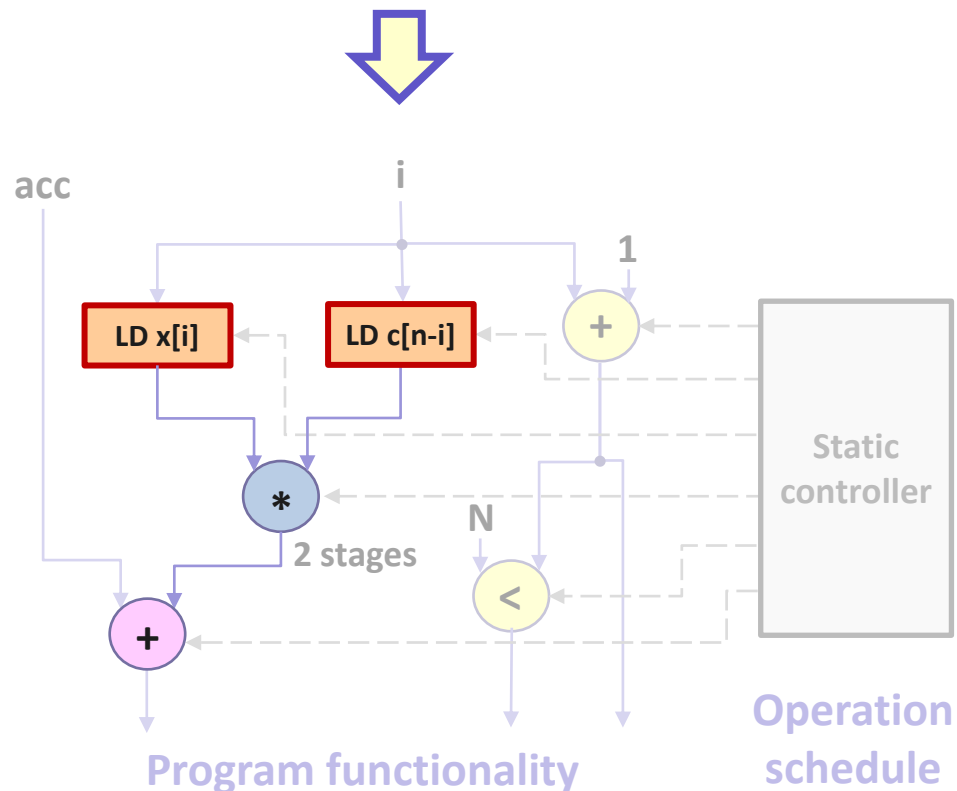 acc
i
1
LD x[i]
LD c[n-i]
+
Static
controller
*
N
2 stages
<
+
Operation
schedule
Program functionality